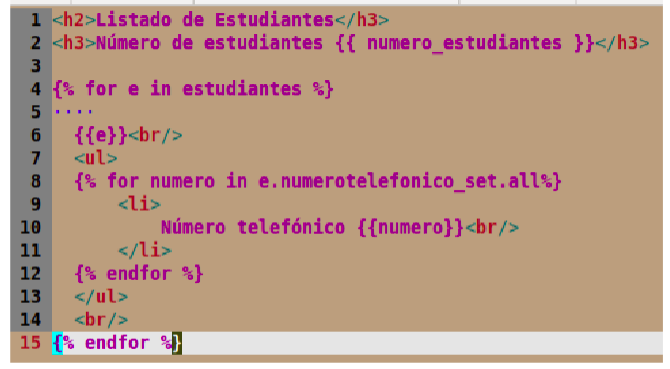 1 <h2>Listado de Estudiantes</h3>
2 <h3>Número de estudiantes {{ numero_estudiantes }}</h3>
3
4 {% for e in estudiantes %}
5 ····
6   {{e}}<br/>
7   <ul>
8   {% for numero in e.numerotelefonico_set.all%}
9       <li>
10           Número telefónico {{numero}}<br/>
11       </li>
12   {% endfor %}
13   </ul>
14   <br/>
15 {% endfor %}